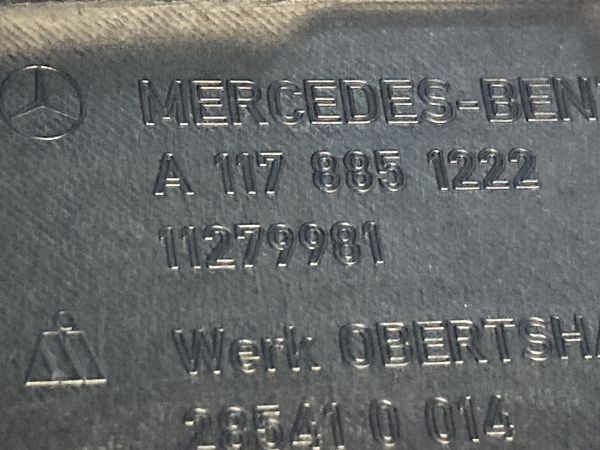 MERCEDES-BEN
A 117 885 1222
11279981
Werk OBERTSHA
28541 0 014